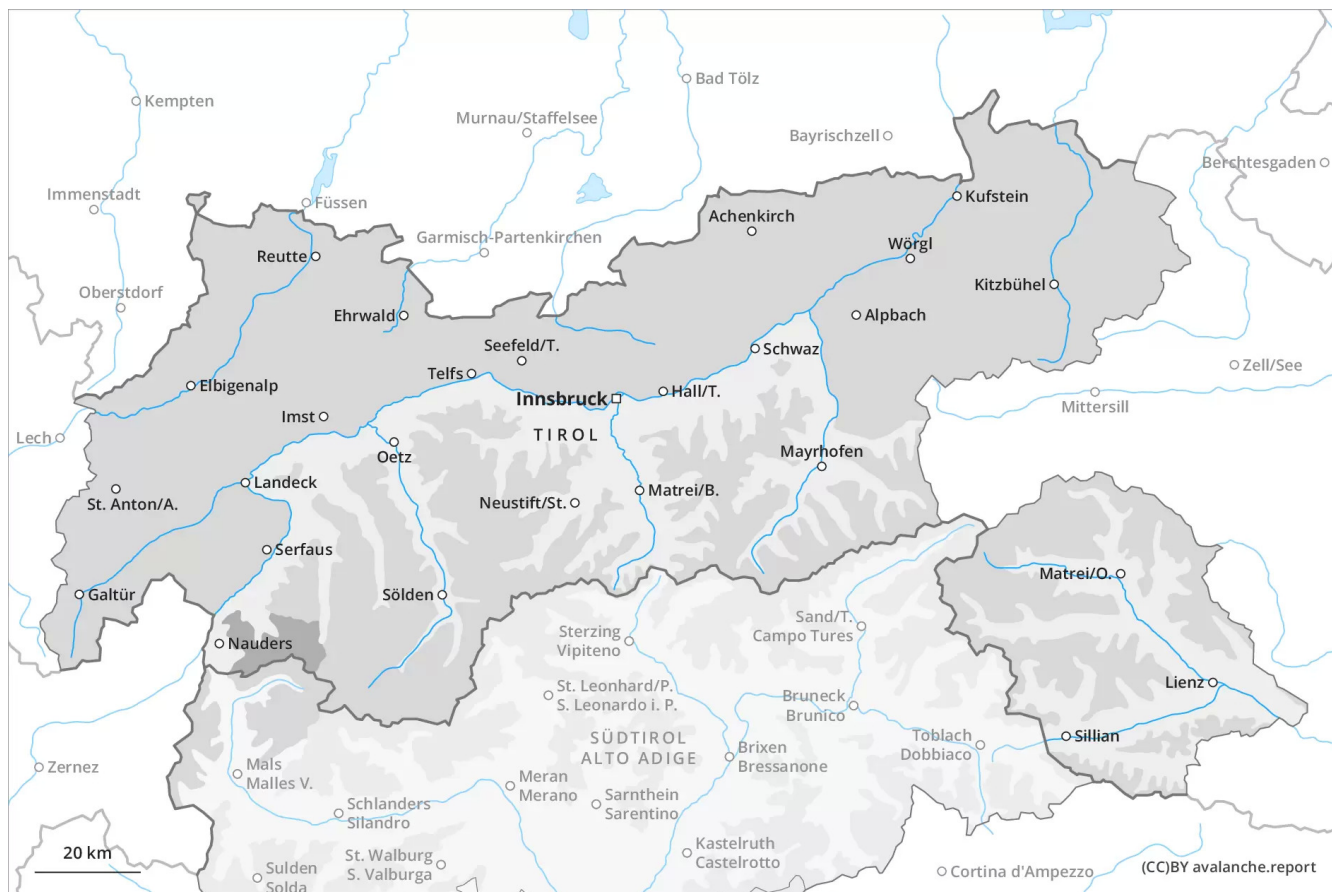 Bad Tölz
Kempten
Murnau/Staffelsee
Bayrischzell
Berchtesgaden
Immenstadt
Füssen
Kufstein
Achenkirch
Garmisch-Partenkirchen
Wörgl
Reutte
Kitzbühel
Oberstdorf
Ehrwald
Alpbach
Seefeld/T.
Schwaz
Zell/See
Telfs
Elbigenalp
Hall/T.
Innsbruck
Mittersill
Imst
Lech
TIROL
Oetz
Mayrhofen
Landeck
Matrei/B.
St. Anton/A.
Neustift/St.
Serfaus
Matrei/O.
Galtür
Sölden
Sand/T.
Campo Tures
Sterzing
Vipiteno
Nauders
Lienz
St. Leonhard/P.
S. Leonardo i. P.
Bruneck
Brunico
Sillian
SÜDTIROL
ALTO ADIGE
Toblach
Dobbiaco
Brixen
Bressanone
Zernez
Mals
Malles V.
Meran
Merano
Schlanders
Silandro
Sarnthein
Sarentino
Kastelruth
Castelrotto
20 km
St. Walburg
S. Valburga
Sulden
Solda
Cortina d'Ampezzo
(CC)BY avalanche.report